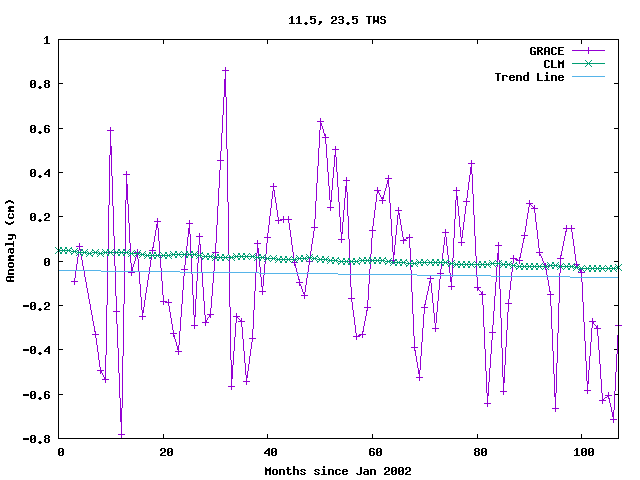 11.5, 23.5 TWS
GRACE
CLM
Trend Line
1
0.8
0.6
0.4
0.2
0
-0.2
-0.4
-0.6
-0.8
Anomaly (cm)
0 20 40 60 80 100
Months since Jan 2002